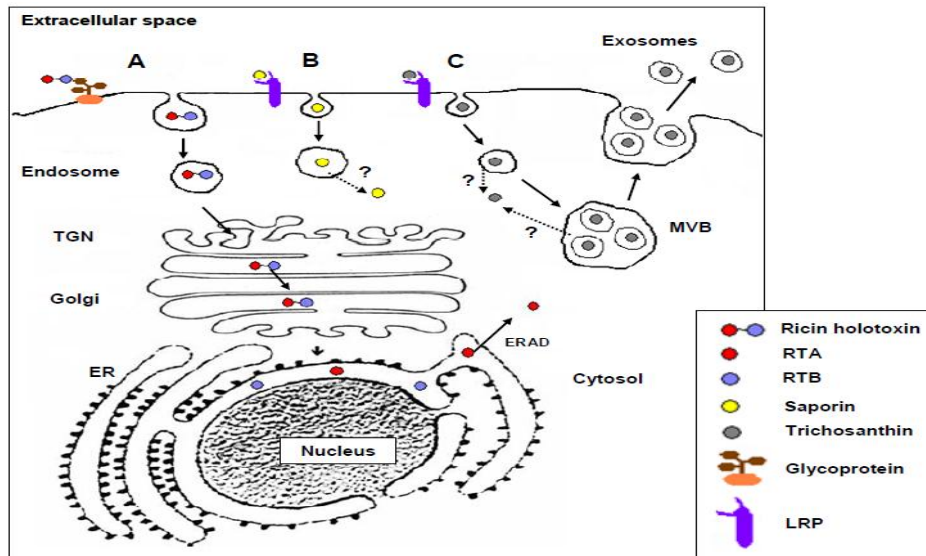 Extracellular space
Exosomes
A
B
C
?
Endosome
?
TGN
?
MVB
Golgi
ERAD
ER
Cytosol
Nucleus
Ricin holotoxin
RTA
RTB
Saporin
Trichosanthin
Glycoprotein
LRP